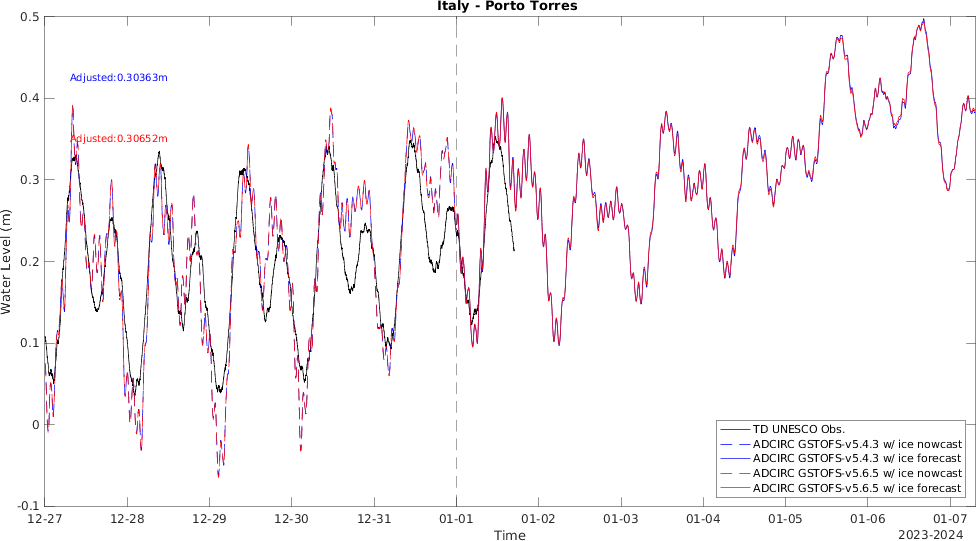 Italy - Porto Torres
Adjusted:0.30363m
Adjusted:0.30652m
Water Level (m)
0.5
0.4
0.3
0.2
0.1
0
-0.1
TD UNESCO Obs.
ADCIRC GSTOFS-v5.4.3 w/ ice nowcast
ADCIRC GSTOFS-v5.4.3 w/ ice forecast
ADCIRC GSTOFS-v5.6.5 w/ ice nowcast
ADCIRC GSTOFS-v5.6.5 w/ ice forecast
12-27 12-28 12-29 12-30 12-31 01-01 01-02 01-03 01-04 01-05 01-06 01-07
Time
2023-2024